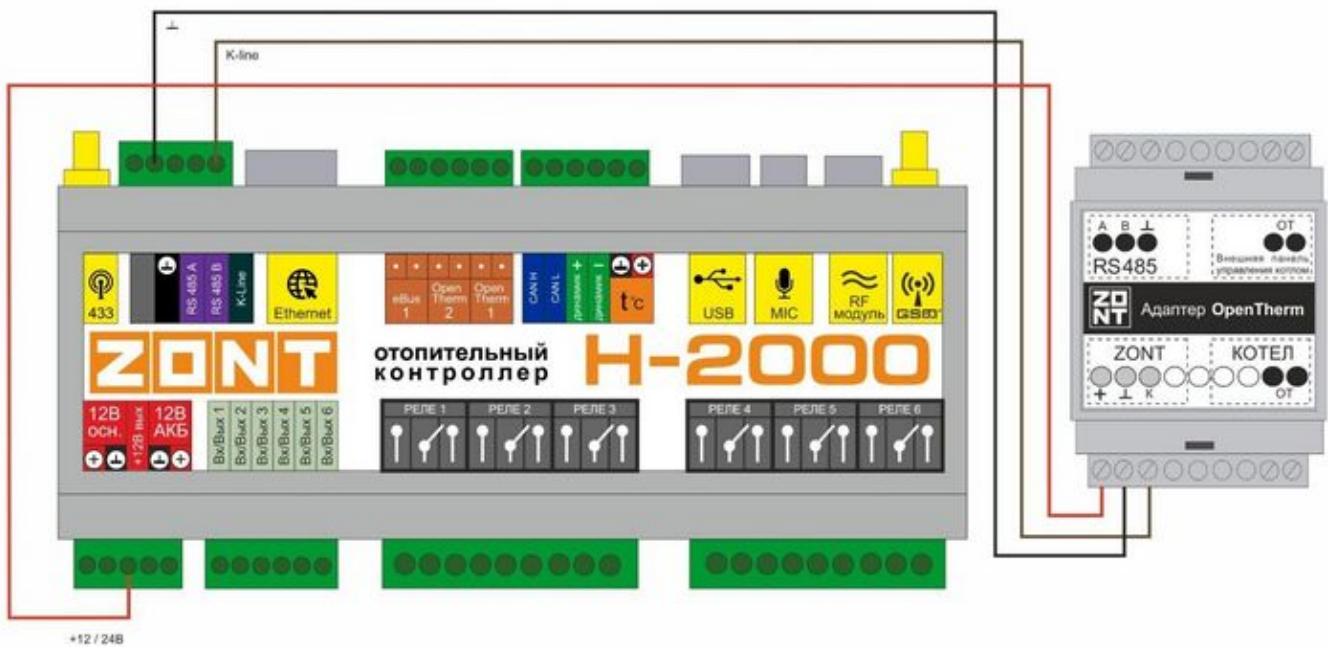 ⊥
K-line
433
RS 485 A
RS 485 B
K-Line
Ethernet
eBus 1
Open Therm 2
Open Therm 1
CAN H
CAN L
динамик +
динамик –
t°c
USB
MIC
RF модуль
GSM
ZONT
отопительный
контроллер
H-2000
12В осн.
+12В вых
12В АКБ
Вх/Вых 1
Вх/Вых 2
Вх/Вых 3
Вх/Вых 4
Вх/Вых 5
Вх/Вых 6
РЕЛЕ 1
РЕЛЕ 2
РЕЛЕ 3
РЕЛЕ 4
РЕЛЕ 5
РЕЛЕ 6
+12 / 24В
A B ⊥
RS485
OT
Внешняя панель
управления котлом
ZONT
Адаптер OpenTherm
ZONT
КОТЕЛ
+ ⊥ K
OT